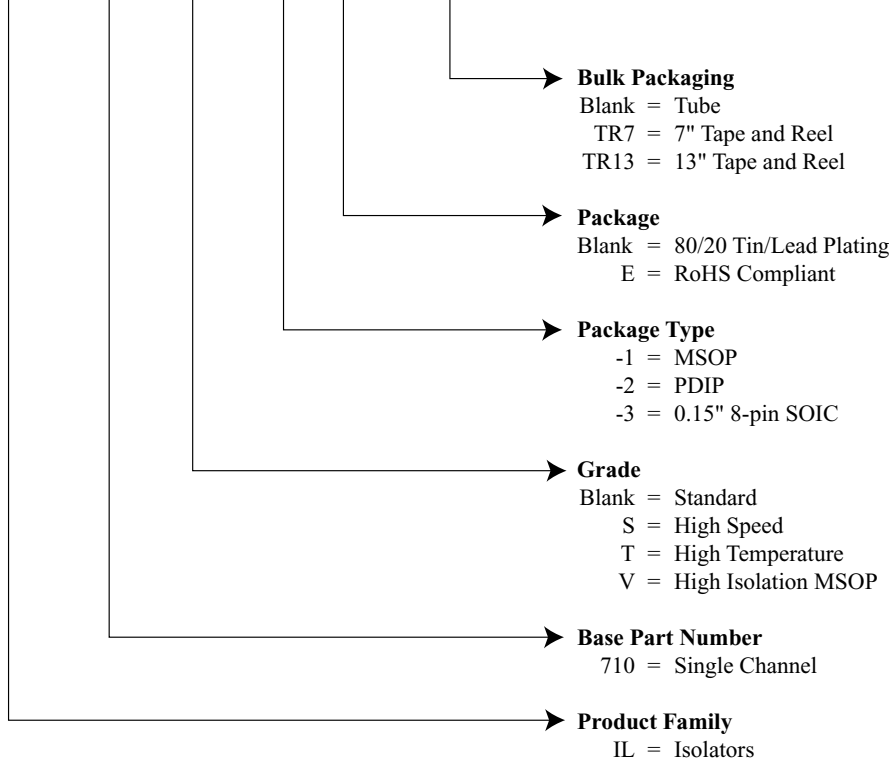 Bulk Packaging
Blank = Tube
TR7 = 7" Tape and Reel
TR13 = 13" Tape and Reel
Package
Blank = 80/20 Tin/Lead Plating
E = RoHS Compliant
Package Type
-1 = MSOP
-2 = PDIP
-3 = 0.15" 8-pin SOIC
Grade
Blank = Standard
S = High Speed
T = High Temperature
V = High Isolation MSOP
Base Part Number
710 = Single Channel
Product Family
IL = Isolators